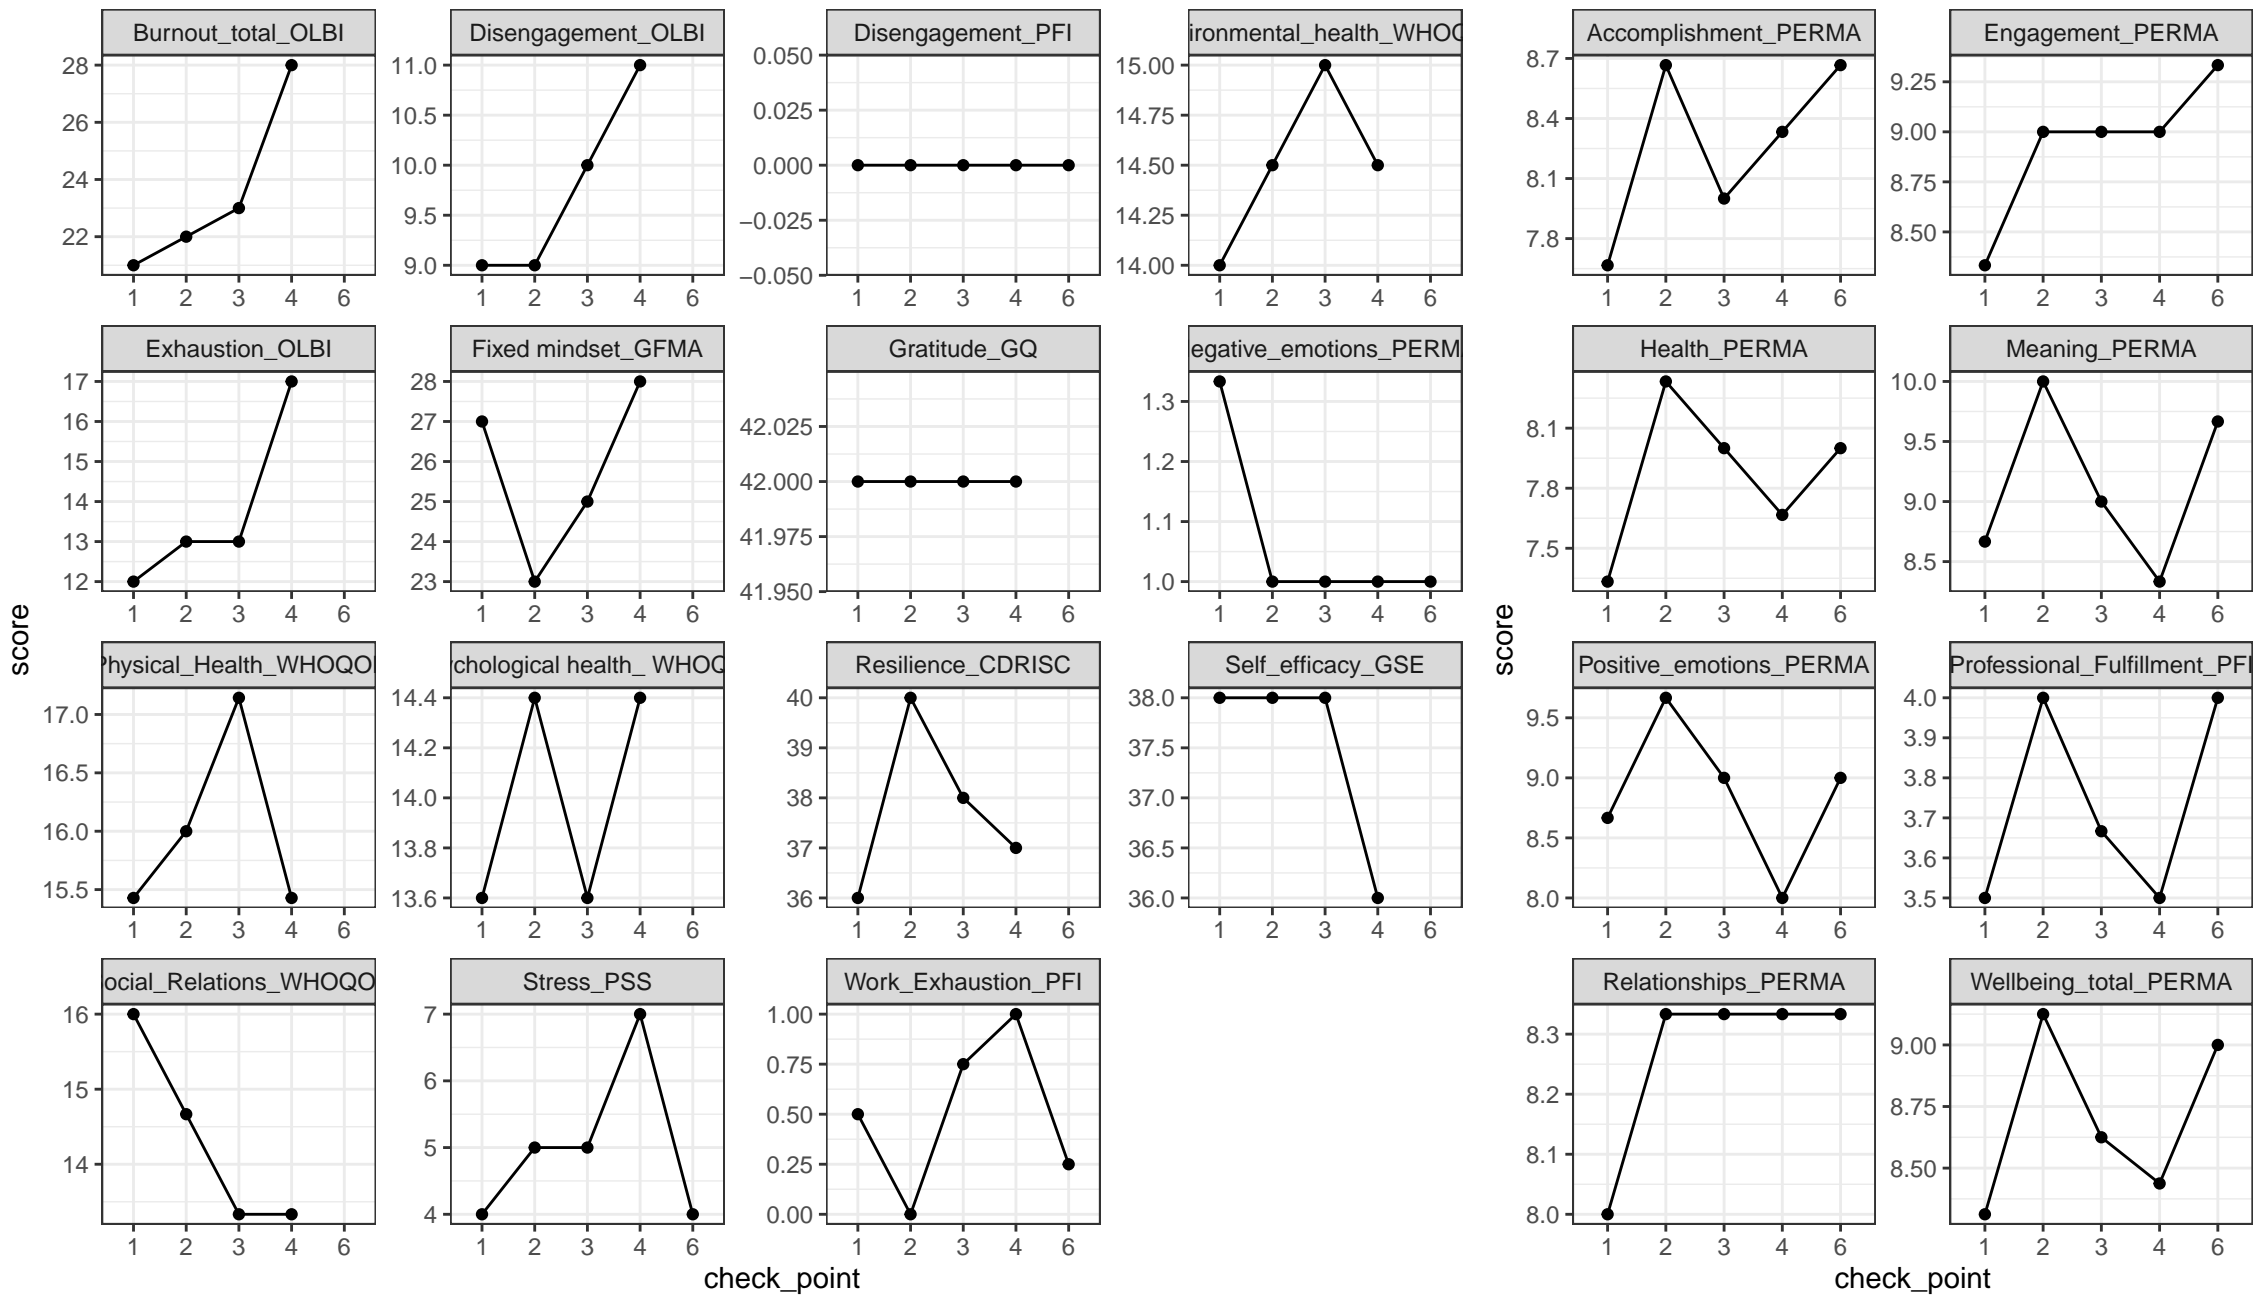 Burnout_total_OLBI
28
26
24
22
1 2 3 4 6
Disengagement_OLBI
11.0
10.5
10.0
9.5
9.0
1 2 3 4 6
Disengagement_PFI
0.050
0.025
0.000
−0.025
−0.050
1 2 3 4 6
ironmental_health_WHO
15.00
14.75
14.50
14.25
14.00
1 2 3 4 6
Exhaustion_OLBI
17
16
15
14
13
12
1 2 3 4 6
Fixed mindset_GFMA
28
27
26
25
24
23
1 2 3 4 6
Gratitude_GQ
42.025
42.000
41.975
41.950
1 2 3 4 6
egative_emotions_PERM
1.3
1.2
1.1
1.0
1 2 3 4 6
Physical_Health_WHOQO
17.0
16.5
16.0
15.5
1 2 3 4 6
ychological health_ WHO
14.4
14.2
14.0
13.8
13.6
1 2 3 4 6
Resilience_CDRISC
40
39
38
37
36
1 2 3 4 6
Self_efficacy_GSE
38.0
37.5
37.0
36.5
36.0
1 2 3 4 6
ocial_Relations_WHOQO
16
15
14
1 2 3 4 6
Stress_PSS
7
6
5
4
1 2 3 4 6
Work_Exhaustion_PFI
1.00
0.75
0.50
0.25
0.00
1 2 3 4 6
score
check_point
Accomplishment_PERMA
8.7
8.4
8.1
7.8
1 2 3 4 6
Engagement_PERMA
9.25
9.00
8.75
8.50
1 2 3 4 6
Health_PERMA
8.1
7.8
7.5
1 2 3 4 6
Meaning_PERMA
10.0
9.5
9.0
8.5
1 2 3 4 6
Positive_emotions_PERMA
9.5
9.0
8.5
8.0
1 2 3 4 6
Professional_Fulfillment_PFI
4.0
3.9
3.8
3.7
3.6
3.5
1 2 3 4 6
Relationships_PERMA
8.3
8.2
8.1
8.0
1 2 3 4 6
Wellbeing_total_PERMA
9.00
8.75
8.50
1 2 3 4 6
score
check_point